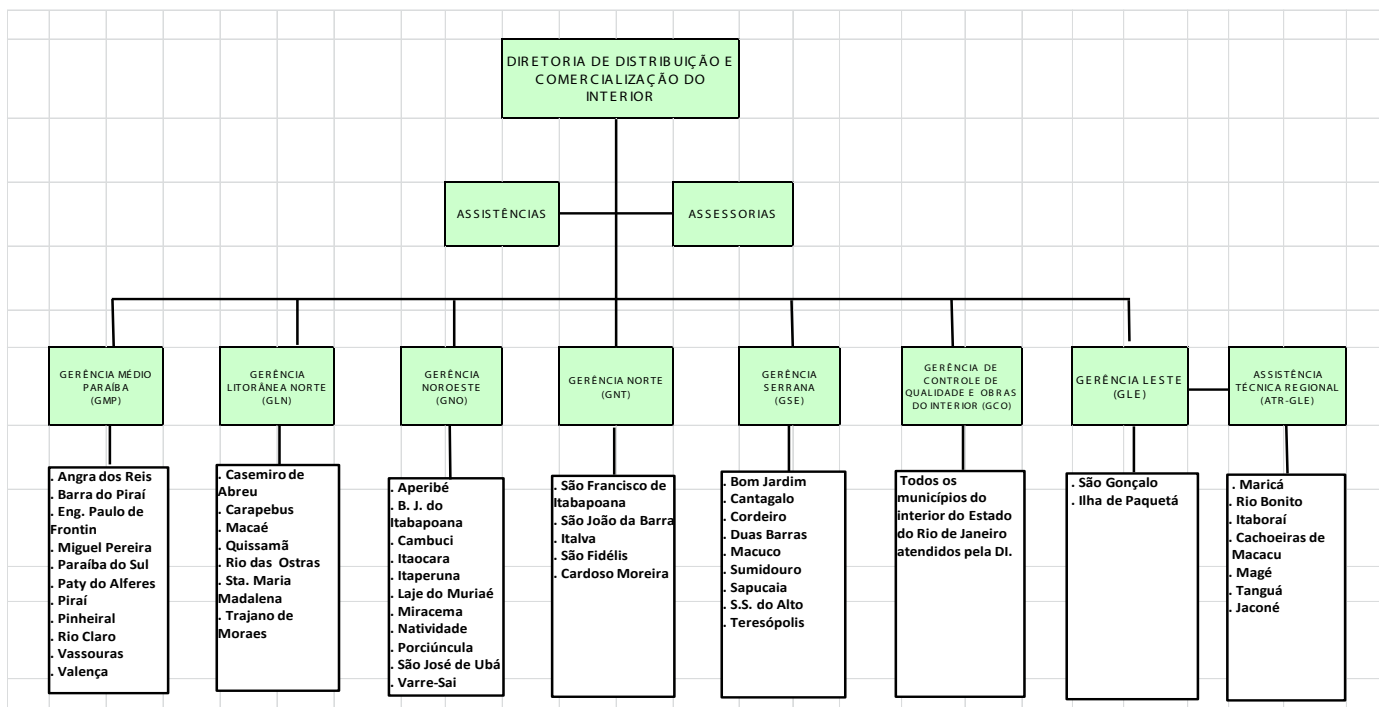 DIRETORIA DE DISTRIBUIÇÃO E
COMERCIALIZAÇÃO DO
INTERIOR
ASSISTÊNCIAS
ASSESSORIAS
GERÊNCIA MÉDIO
PARAÍBA
(GMP)
GERÊNCIA
LITORÂNEA NORTE
(GLN)
GERÊNCIA
NOROESTE
(GNO)
GERÊNCIA NORTE
(GNT)
GERÊNCIA
SERRANA
(GSE)
GERÊNCIA DE
CONTROLE DE
QUALIDADE E OBRAS
DO INTERIOR (GCO)
GERÊNCIA LESTE
(GLE)
ASSISTÊNCIA
TÉCNICA REGIONAL
(ATR-GLE)
. Angra dos Reis
. Barra do Piraí
. Eng. Paulo de
Frontin
. Miguel Pereira
. Paraíba do Sul
. Paty do Alferes
. Piraí
. Pinheiral
. Rio Claro
. Vassouras
. Valença
. Casemiro de
Abreu
. Carapebus
. Macaé
. Quissamã
. Rio das Ostras
. Sta. Maria
Madalena
. Trajano de
Moraes
. Aperibé
. B. J. do
Itabapoana
. Cambuci
. Itaocara
. Itaperuna
. Laje do Muriaé
. Miracema
. Natividade
. Porciúncula
. São José de Ubá
. Varre-Sai
. São Francisco de
Itabapoana
. São João da Barra
. Italva
. São Fidélis
. Cardoso Moreira
. Bom Jardim
. Cantagalo
. Cordeiro
. Duas Barras
. Macuco
. Sumidouro
. Sapucaia
. S.S. do Alto
. Teresópolis
. Todos os
municípios do
interior do Estado
do Rio de Janeiro
atendidos pela DI.
. São Gonçalo
. Ilha de Paquetá
. Maricá
. Rio Bonito
. Itaboraí
. Cachoeiras de
Macacu
. Magé
. Tanguá
. Jaconé